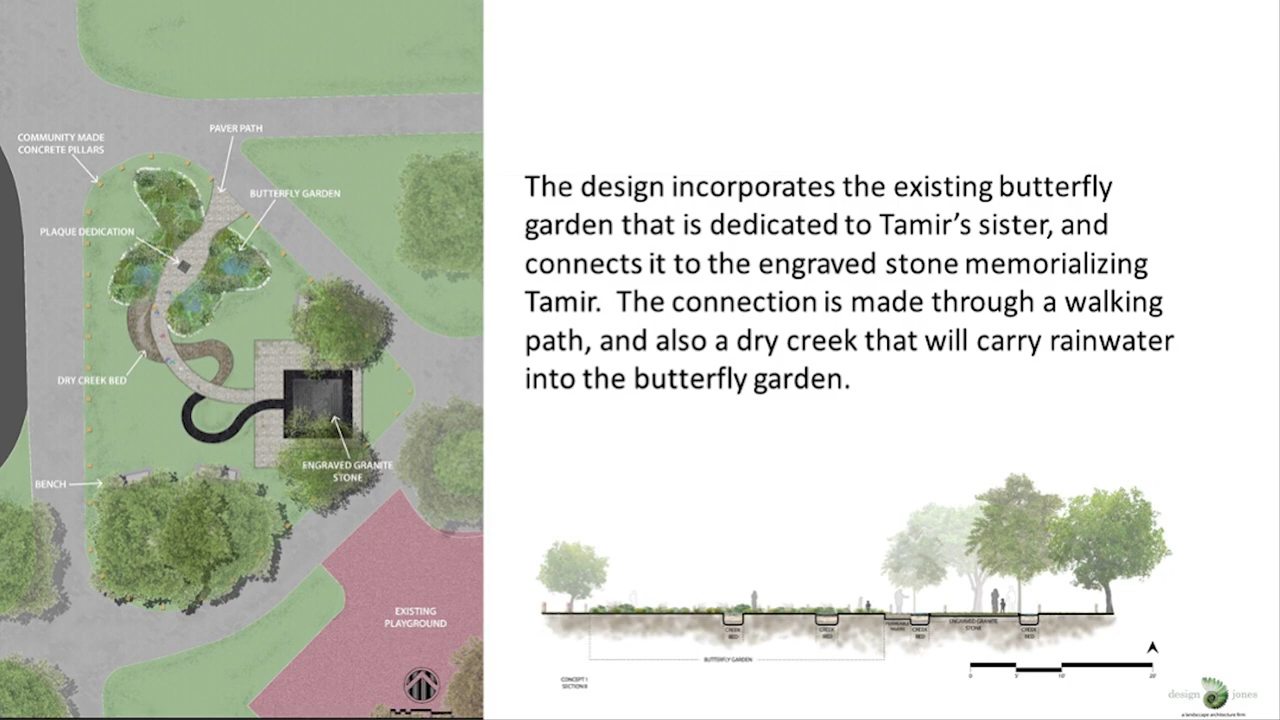 COMMUNITY MADE
CONCRETE PILLARS
PAVER PATH
BUTTERFLY GARDEN
PLAQUE DEDICATION
DRY CREEK BED
ENGRAVED GRANITE
STONE
BENCH
EXISTING
PLAYGROUND
The design incorporates the existing butterfly
garden that is dedicated to Tamir’s sister, and
connects it to the engraved stone memorializing
Tamir. The connection is made through a walking
path, and also a dry creek that will carry rainwater
into the butterfly garden.
CREEK
BED
CREEK
BED
PERMEABLE
PAVERS
CREEK
BED
ENGRAVED GRANITE
STONE
CREEK
BED
BUTTERFLY GARDEN
CONCEPT I
SECTION B
0 5' 10' 20'
design jones
a landscape architecture firm